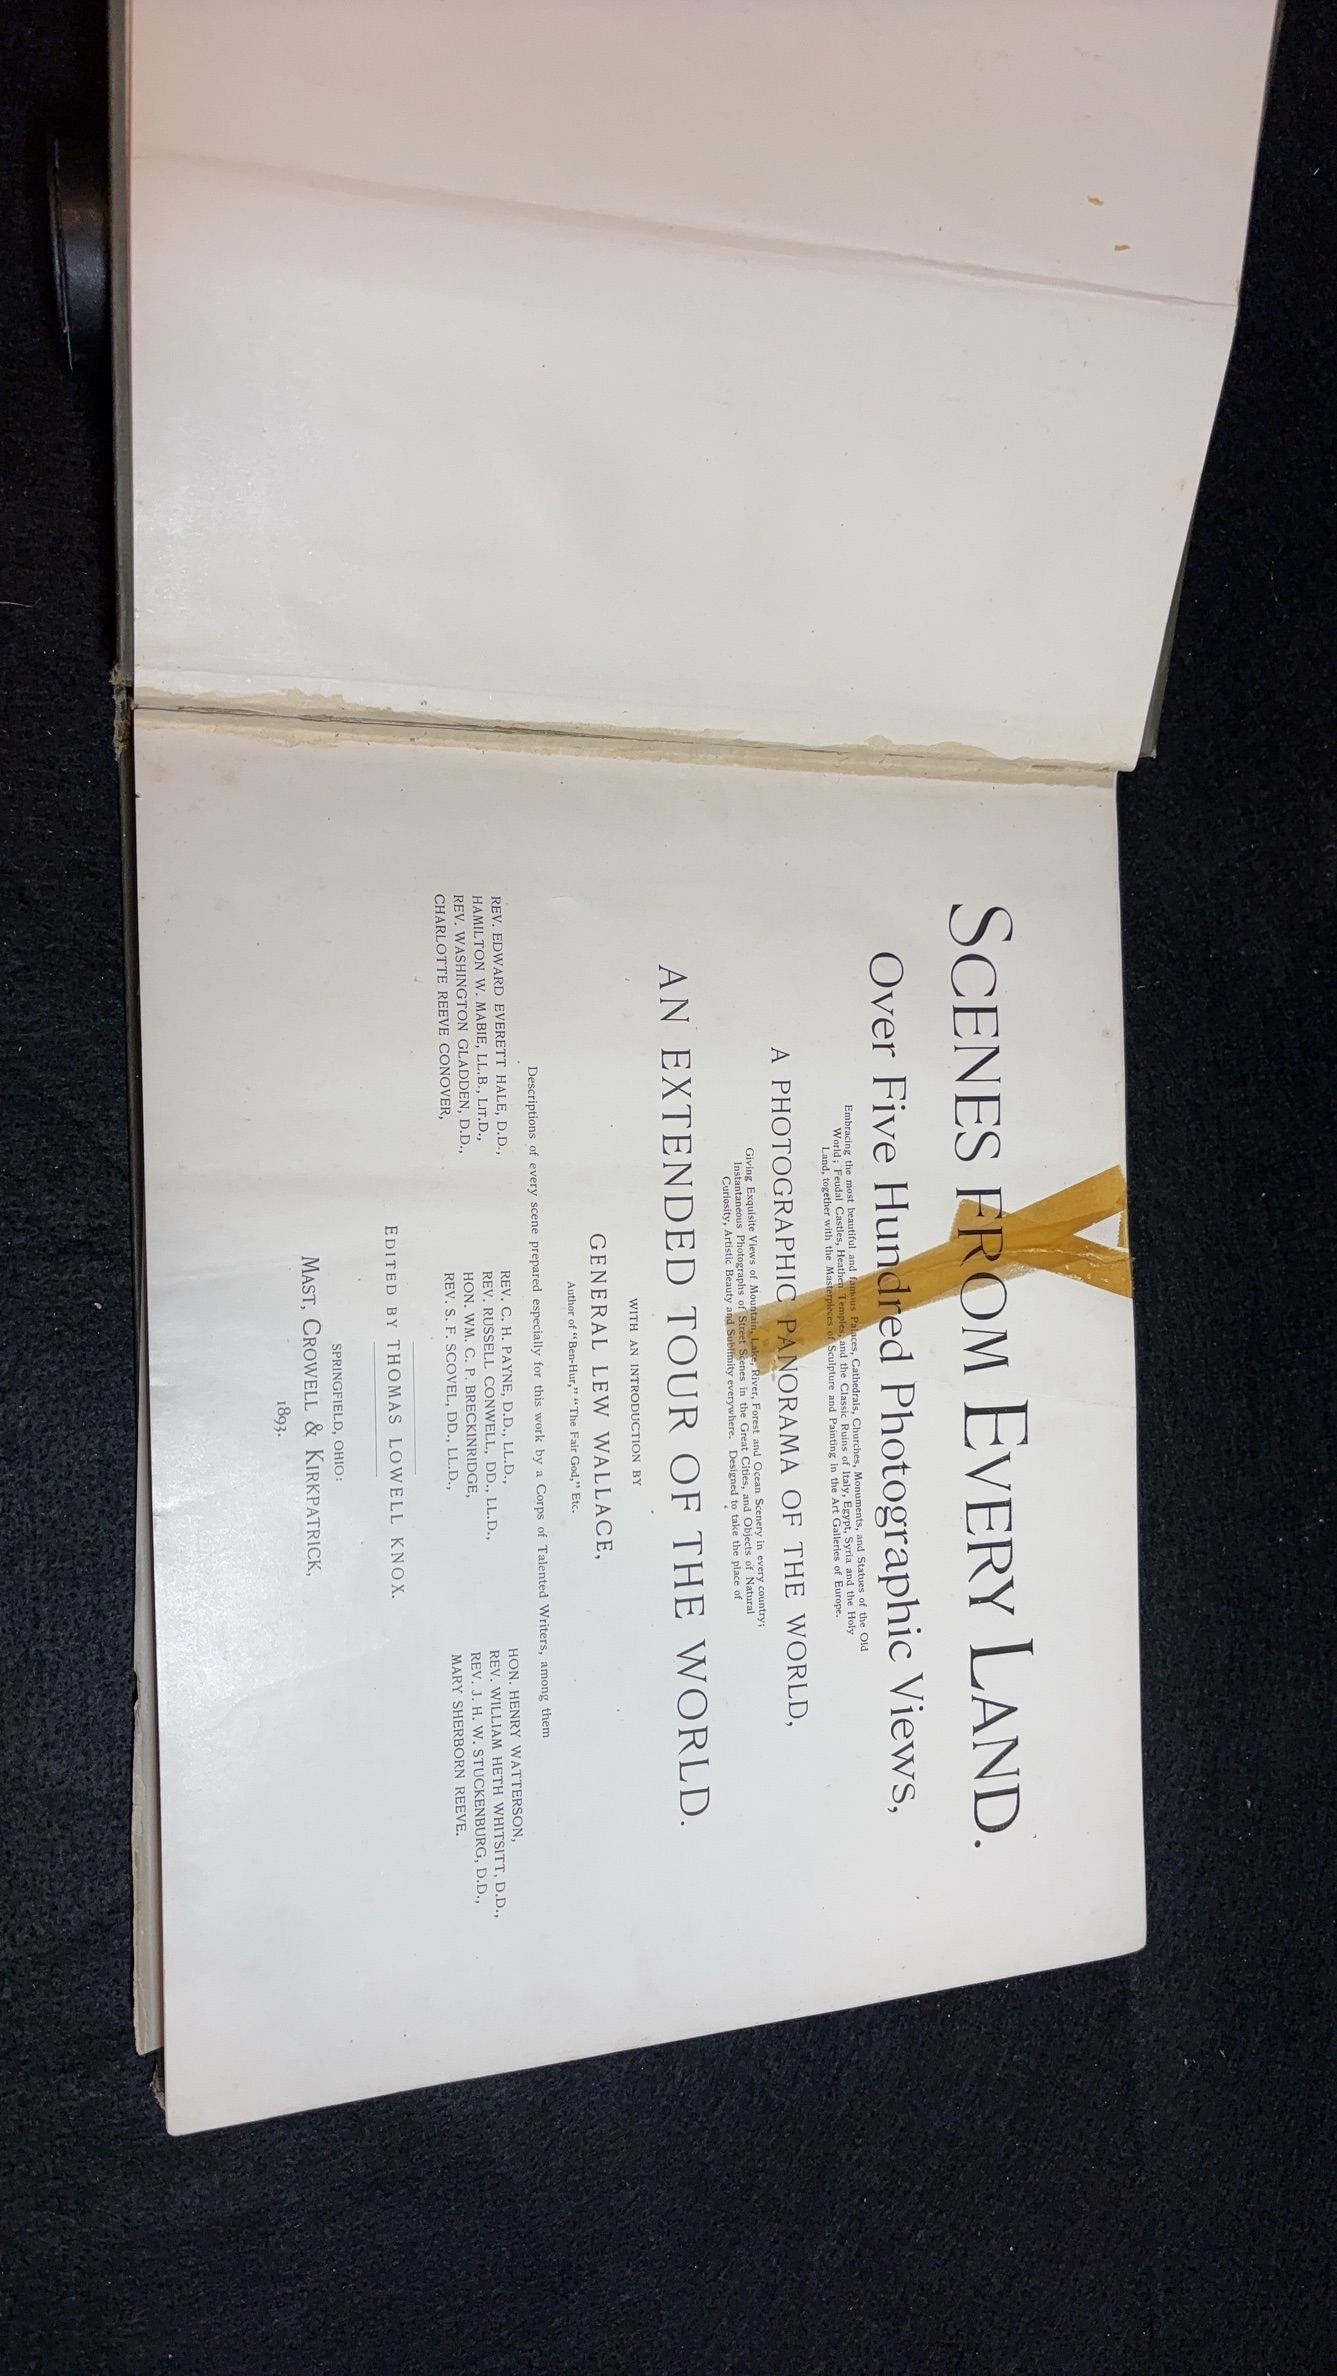 SCENES FROM EVERY LAND.
Over Five Hundred Photographic Views,
Embracing the most beautiful and famous Palaces, Cathedrals, Churches, Monuments, and Statues of the Old
World; Feudal Castles, Heathen Temples, and the Classic Ruins of Italy, Egypt, Syria and the Holy
Land, together with the Masterpieces of Sculpture and Painting in the Art Galleries of Europe.
A PHOTOGRAPHIC PANORAMA OF THE WORLD,
Giving Exquisite Views of Mountain, Lake, River, Forest and Ocean Scenery in every country;
Instantaneous Photographs of Street Scenes in the Great Cities, and Objects of Natural
Curiosity, Artistic Beauty and Sublimity everywhere. Designed to take the place of
AN EXTENDED TOUR OF THE WORLD.
WITH AN INTRODUCTION BY
GENERAL LEW WALLACE,
Author of "Ben-Hur," "The Fair God," Etc.
Descriptions of every scene prepared especially for this work by a Corps of Talented Writers, among them
REV. EDWARD EVERETT HALE, D.D.,
HAMILTON W. MABIE, LL.B., LIT.D.,
REV. WASHINGTON GLADDEN, D.D.,
CHARLOTTE REEVE CONOVER,
REV. C. H. PAYNE, D.D., LL.D.,
REV. RUSSELL CONWELL, DD., LL.D.,
HON. WM. C. P. BRECKINRIDGE,
REV. S. F. SCOVEL, DD., LL.D.,
HON. HENRY WATTERSON,
REV. WILLIAM HETH WHITSITT, D.D.,
REV. J. H. W. STUCKENBURG, D.D.,
MARY SHERBORN REEVE.
EDITED BY THOMAS LOWELL KNOX.
SPRINGFIELD, OHIO:
MAST, CROWELL & KIRKPATRICK,
1893.